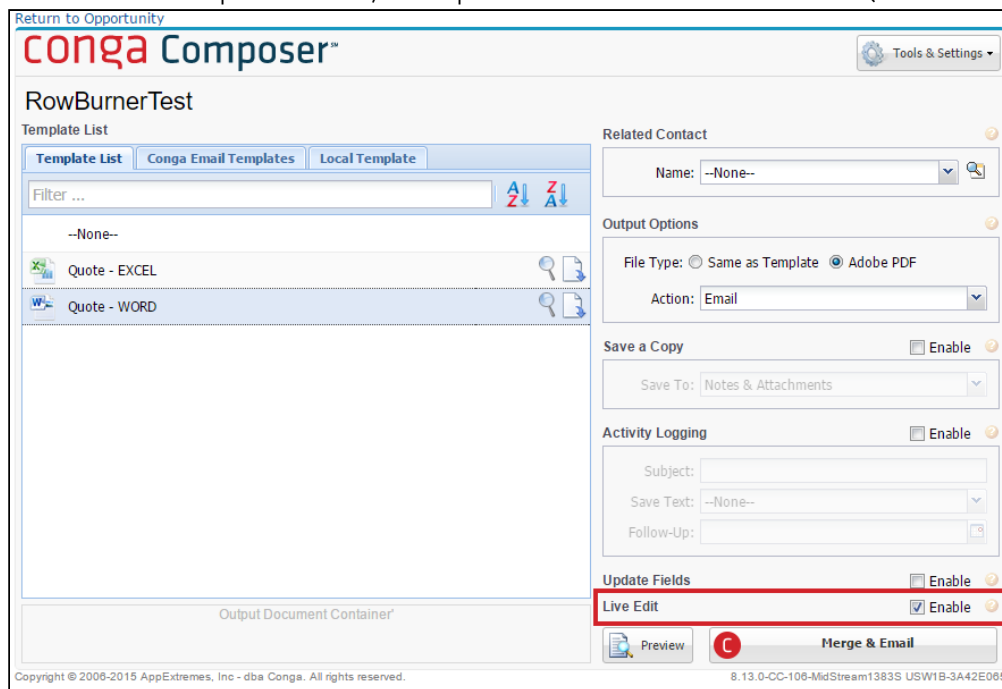 Return to Opportunity
conga Composer℠
Tools & Settings
RowBurnerTest
Template List
Template List Conga Email Templates Local Template
Filter ...
A
Z
Z
A
--None--
Quote - EXCEL
Quote - WORD
Output Document Container'
Related Contact
Name: --None--
Output Options
File Type: Same as Template Adobe PDF
Action: Email
Save a Copy Enable
Save To: Notes & Attachments
Activity Logging Enable
Subject:
Save Text: --None--
Follow-Up:
Update Fields Enable
Live Edit Enable
Preview Merge & Email
Copyright © 2006-2015 AppExtremes, Inc - dba Conga. All rights reserved.
8.13.0-CC-106-MidStream1383S